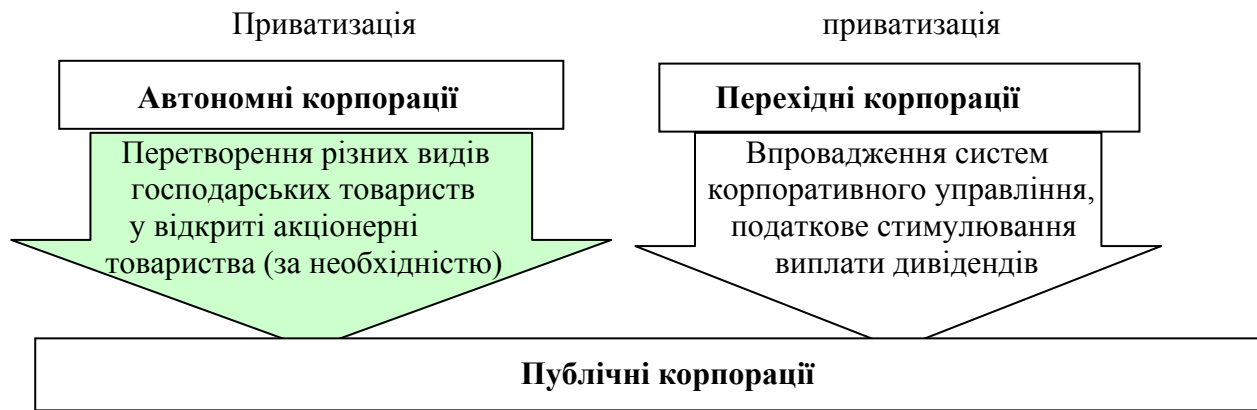 Приватизація
приватизація
Автономні корпорації
Перехідні корпорації
Перетворення різних видів
господарських товариств
у відкриті акціонерні
товариства (за необхідністю)
Впровадження систем
корпоративного управління,
податкове стимулювання
виплати дивідендів
Публічні корпорації